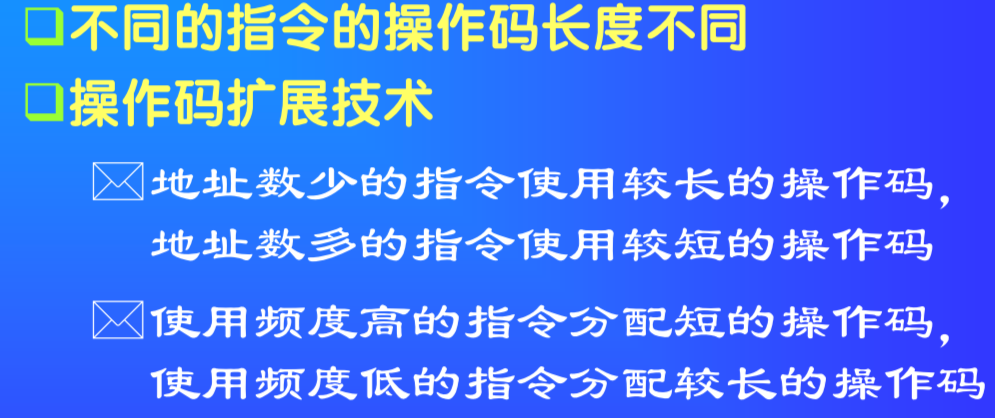 不同的指令的操作码长度不同
操作码扩展技术
地址数少的指令使用较长的操作码，
地址数多的指令使用较短的操作码
使用频度高的指令分配短的操作码，
使用频度低的指令分配较长的操作码